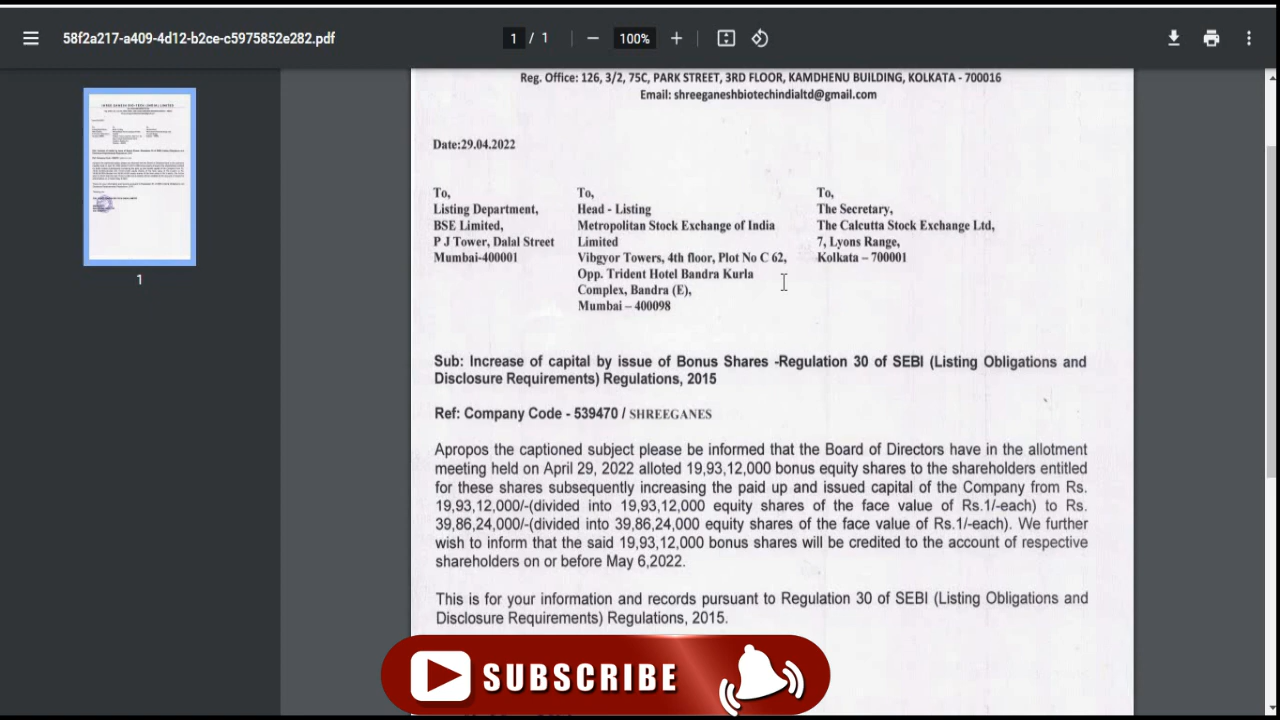 58f2a217-a409-4d12-b2ce-c5975852e282.pdf
1 / 1
100%
1
Reg. Office: 126, 3/2, 75C, PARK STREET, 3RD FLOOR, KAMDHENU BUILDING, KOLKATA - 700016
Email: shreeganeshbiotechindialtd@gmail.com
Date:29.04.2022
To,
Listing Department,
BSE Limited,
P J Tower, Dalal Street
Mumbai-400001
To,
Head - Listing
Metropolitan Stock Exchange of India
Limited
Vibgyor Towers, 4th floor, Plot No C 62,
Opp. Trident Hotel Bandra Kurla
Complex, Bandra (E),
Mumbai – 400098
To,
The Secretary,
The Calcutta Stock Exchange Ltd,
7, Lyons Range,
Kolkata – 700001
Sub: Increase of capital by issue of Bonus Shares -Regulation 30 of SEBI (Listing Obligations and
Disclosure Requirements) Regulations, 2015
Ref: Company Code - 539470 / SHREEGANES
Apropos the captioned subject please be informed that the Board of Directors have in the allotment
meeting held on April 29, 2022 alloted 19,93,12,000 bonus equity shares to the shareholders entitled
for these shares subsequently increasing the paid up and issued capital of the Company from Rs.
19,93,12,000/-(divided into 19,93,12,000 equity shares of the face value of Rs.1/-each) to Rs.
39,86,24,000/-(divided into 39,86,24,000 equity shares of the face value of Rs.1/-each). We further
wish to inform that the said 19,93,12,000 bonus shares will be credited to the account of respective
shareholders on or before May 6,2022.
This is for your information and records pursuant to Regulation 30 of SEBI (Listing Obligations and
Disclosure Requirements) Regulations, 2015.
SUBSCRIBE